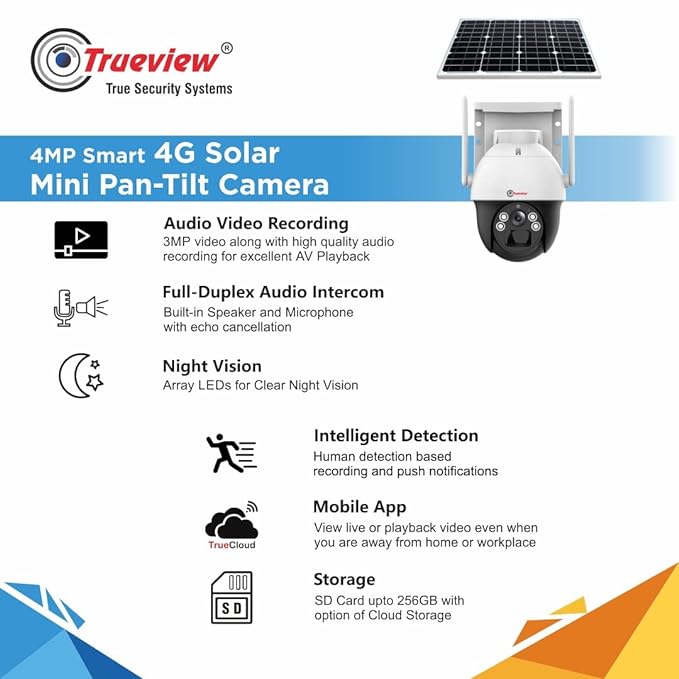 Trueview®
True Security Systems
4MP Smart 4G Solar
Mini Pan-Tilt Camera
Trueview
Audio Video Recording
3MP video along with high quality audio
recording for excellent AV Playback
Full-Duplex Audio Intercom
Built-in Speaker and Microphone
with echo cancellation
Night Vision
Array LEDs for Clear Night Vision
Intelligent Detection
Human detection based
recording and push notifications
Mobile App
View live or playback video even when
you are away from home or workplace
TrueCloud
Storage
SD Card upto 256GB with
option of Cloud Storage
SD